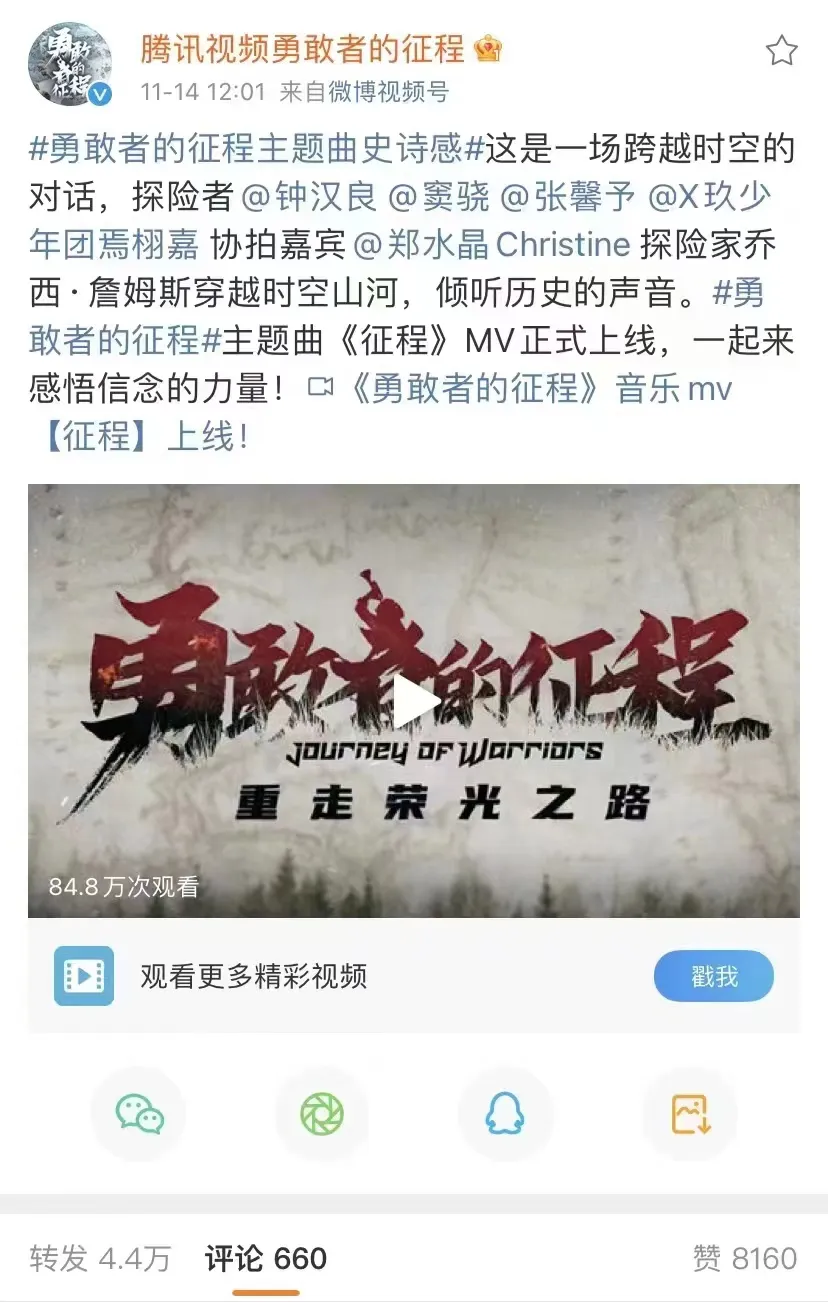 勇敢者的征程
腾讯视频勇敢者的征程
11-14 12:01 来自微博视频号
#勇敢者的征程主题曲史诗感#这是一场跨越时空的
对话，探险者@钟汉良 @窦骁 @张馨予 @X玖少
年团焉栩嘉 协拍嘉宾@郑水晶Christine 探险家乔
西·詹姆斯穿越时空山河，倾听历史的声音。#勇
敢者的征程#主题曲《征程》MV正式上线，一起来
感悟信念的力量！《勇敢者的征程》音乐mv
【征程】上线！
勇敢者的征程
Journey of Warriors
重走荣光之路
84.8万次观看
观看更多精彩视频 戳我
转发 4.4万 评论 660 赞 8160